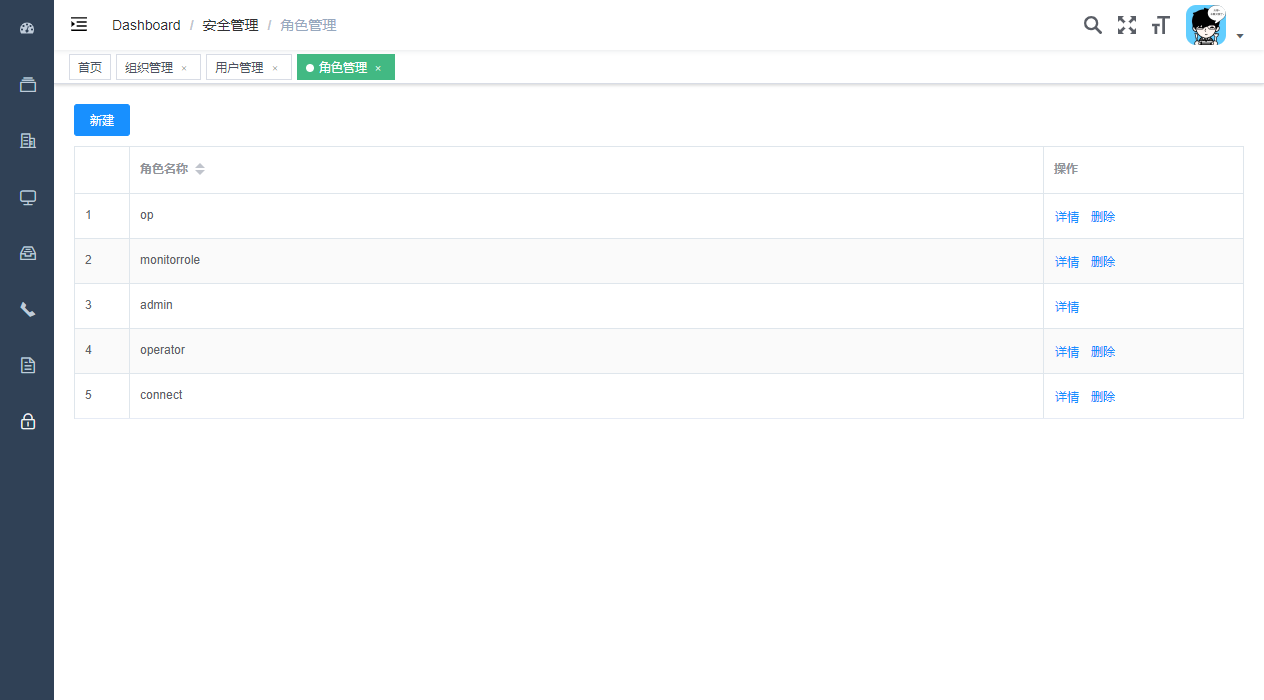 Dashboard / 安全管理 / 角色管理
首页 组织管理 × 用户管理 × 角色管理 ×
新建
角色名称 操作
1 op 详情 删除
2 monitorrole 详情 删除
3 admin 详情
4 operator 详情 删除
5 connect 详情 删除